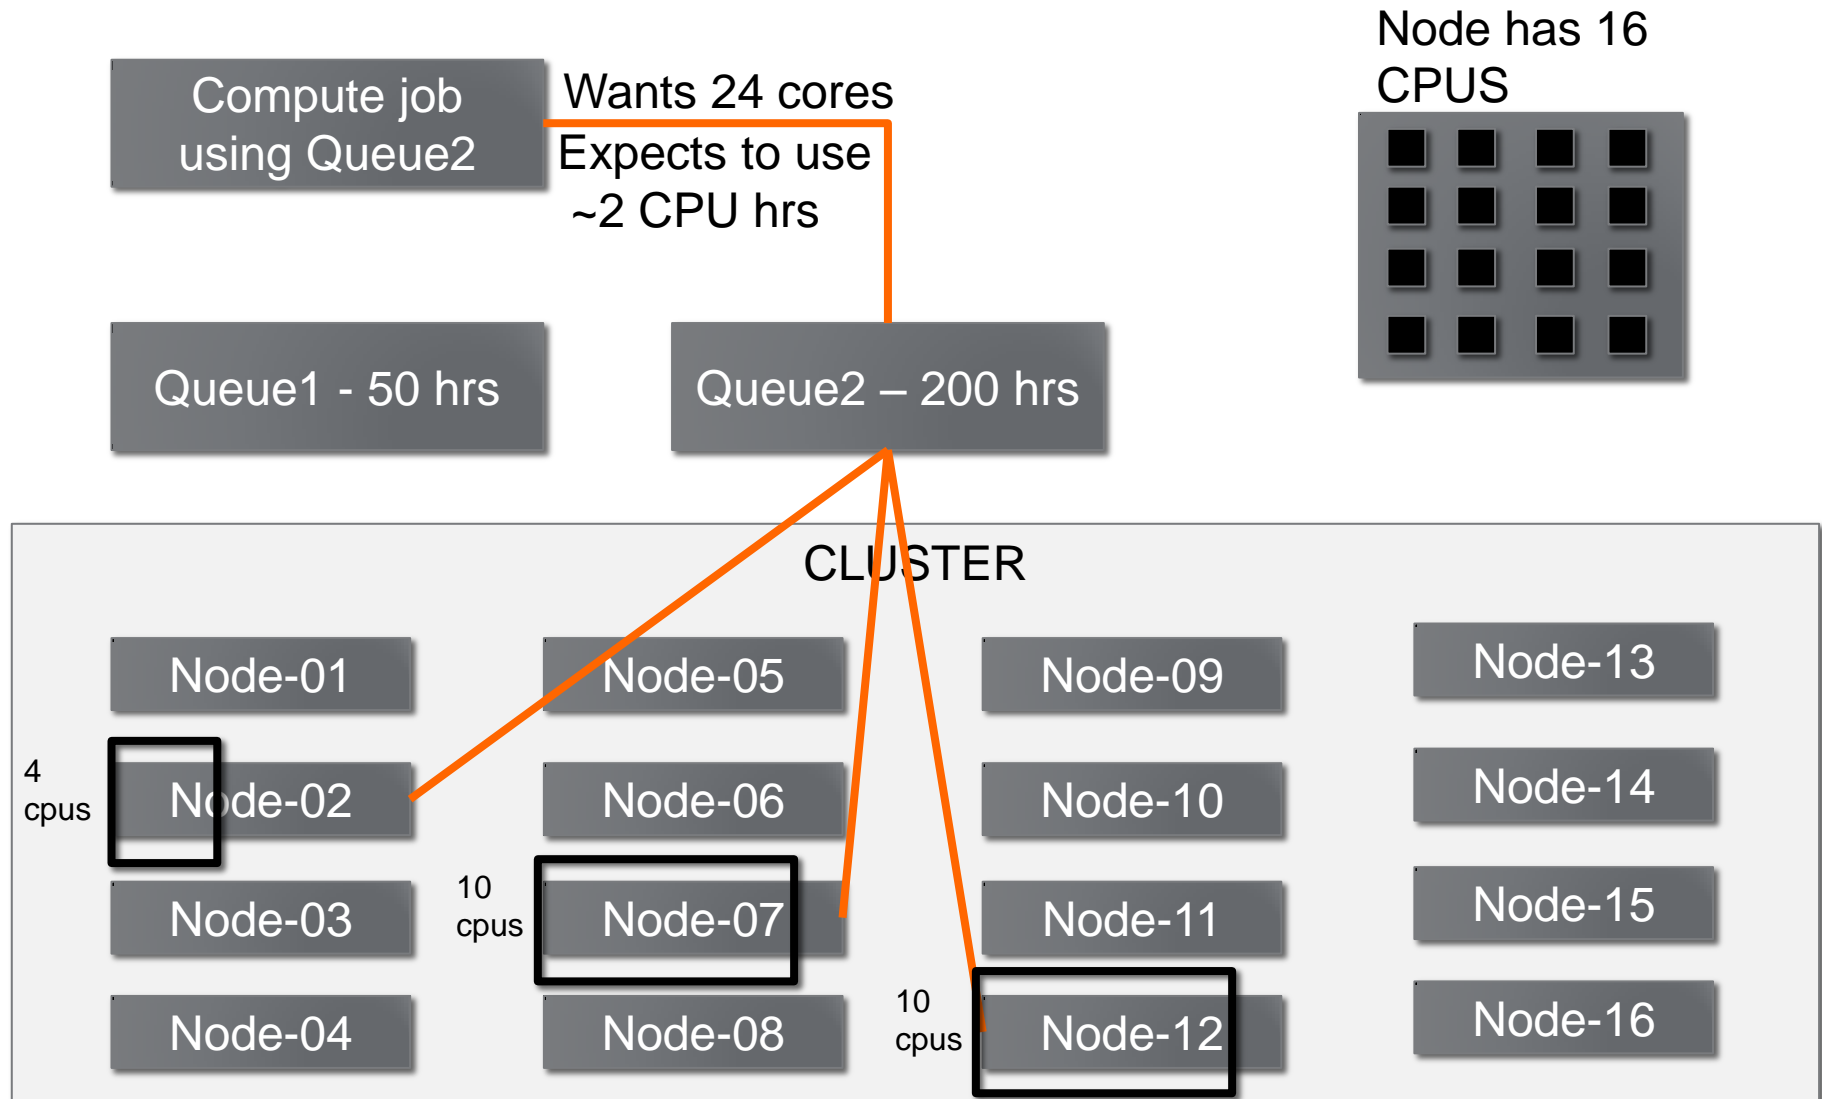 Node has 16
CPUS
Compute job
using Queue2
Wants 24 cores
Expects to use
~2 CPU hrs
Queue1 - 50 hrs
Queue2 – 200 hrs
CLUSTER
Node-01
Node-05
Node-09
Node-13
4
cpus
Node-02
Node-06
Node-10
Node-14
Node-03
10
cpus
Node-07
Node-11
Node-15
Node-04
Node-08
10
cpus
Node-12
Node-16